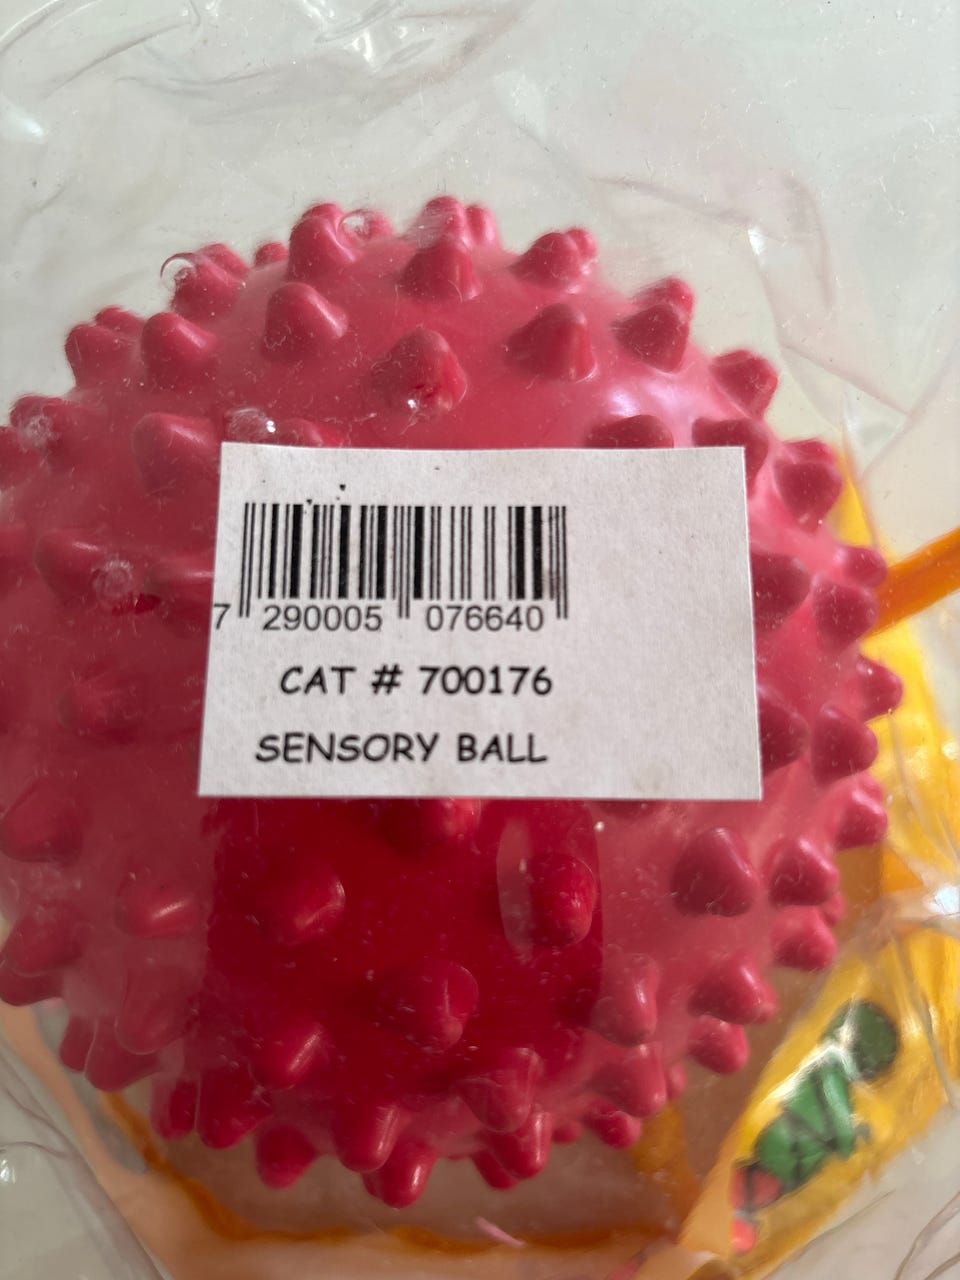 7 290005 076640
CAT # 700176
SENSORY BALL